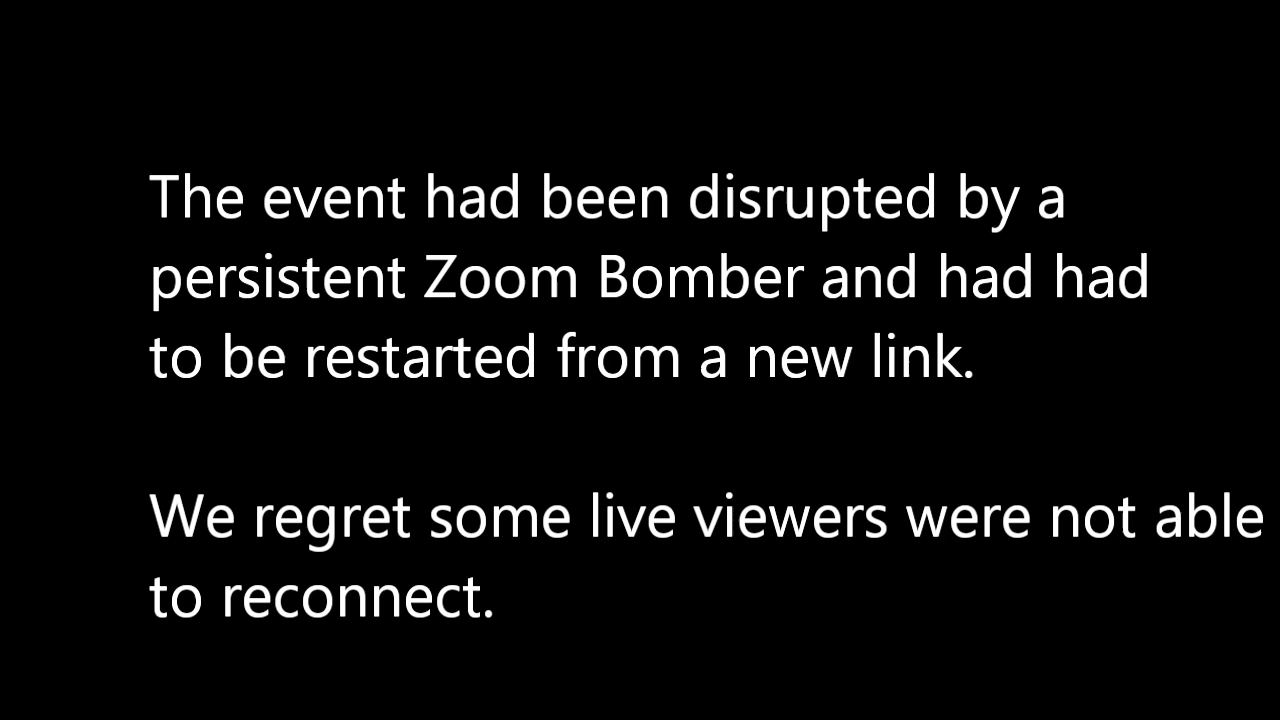 The event had been disrupted by a
persistent Zoom Bomber and had had
to be restarted from a new link.
We regret some live viewers were not able
to reconnect.